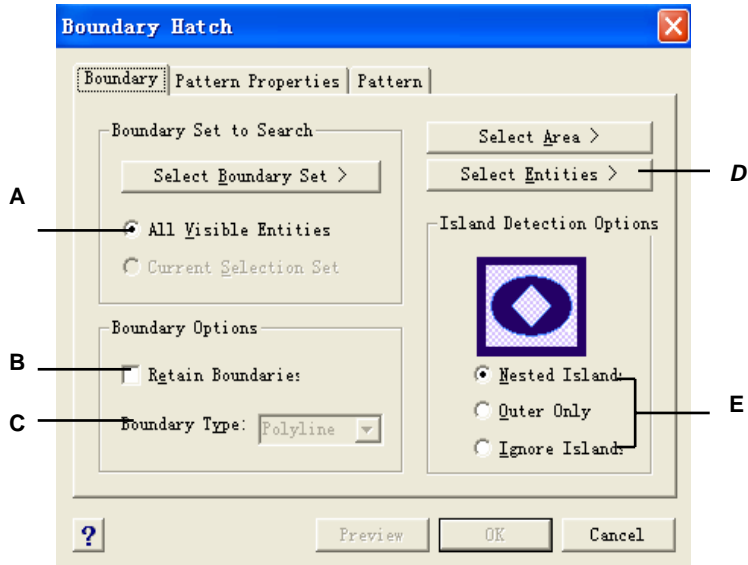 Boundary Hatch
Boundary Pattern Properties Pattern
Boundary Set to Search
Select Boundary Set >
All Visible Entities
Current Selection Set
Boundary Options
Retain Boundaries
Boundary Type: Polyline
Select Area >
Select Entities >
Island Detection Options
Nested Island:
Outer Only
Ignore Island:
? Preview OK Cancel
A
B
C
D
E